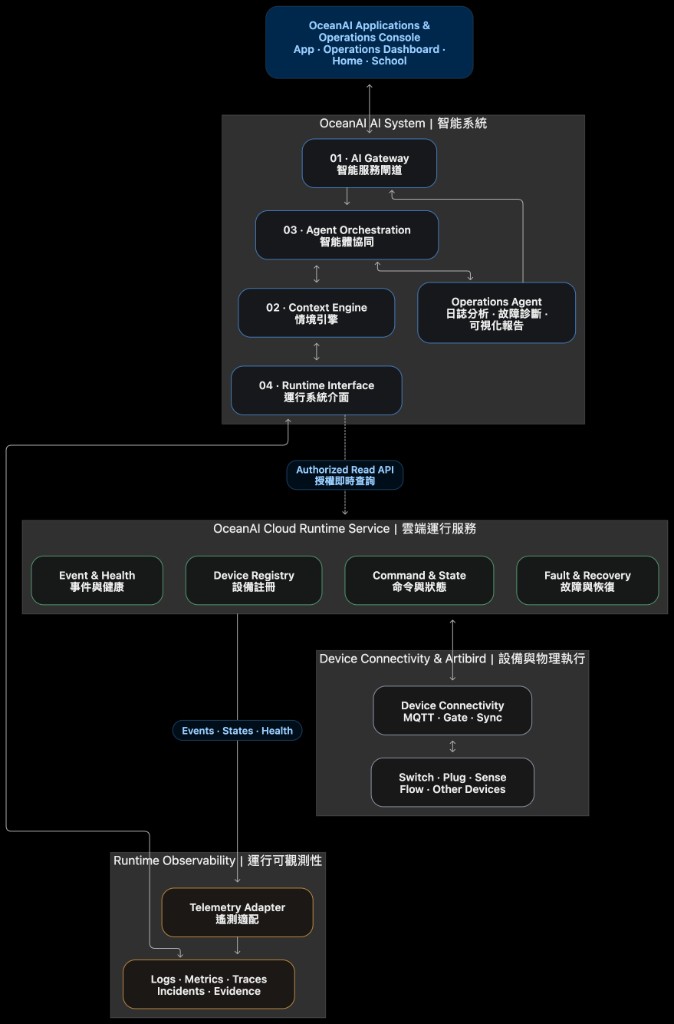 OceanAI Applications &
Operations Console
App · Operations Dashboard ·
Home · School
OceanAI AI System | 智能系統
01 · AI Gateway
智能服務閘道
03 · Agent Orchestration
智能體協同
02 · Context Engine
情境引擎
Operations Agent
日誌分析 · 故障診斷 ·
可視化報告
04 · Runtime Interface
運行系統介面
Authorized Read API
授權即時查詢
OceanAI Cloud Runtime Service | 雲端運行服務
Event & Health
事件與健康
Device Registry
設備註冊
Command & State
命令與狀態
Fault & Recovery
故障與恢復
Device Connectivity & Artibird | 設備與物理執行
Device Connectivity
MQTT · Gate · Sync
Switch · Plug · Sense
Flow · Other Devices
Events · States · Health
Runtime Observability | 運行可觀測性
Telemetry Adapter
遙測適配
Logs · Metrics · Traces
Incidents · Evidence